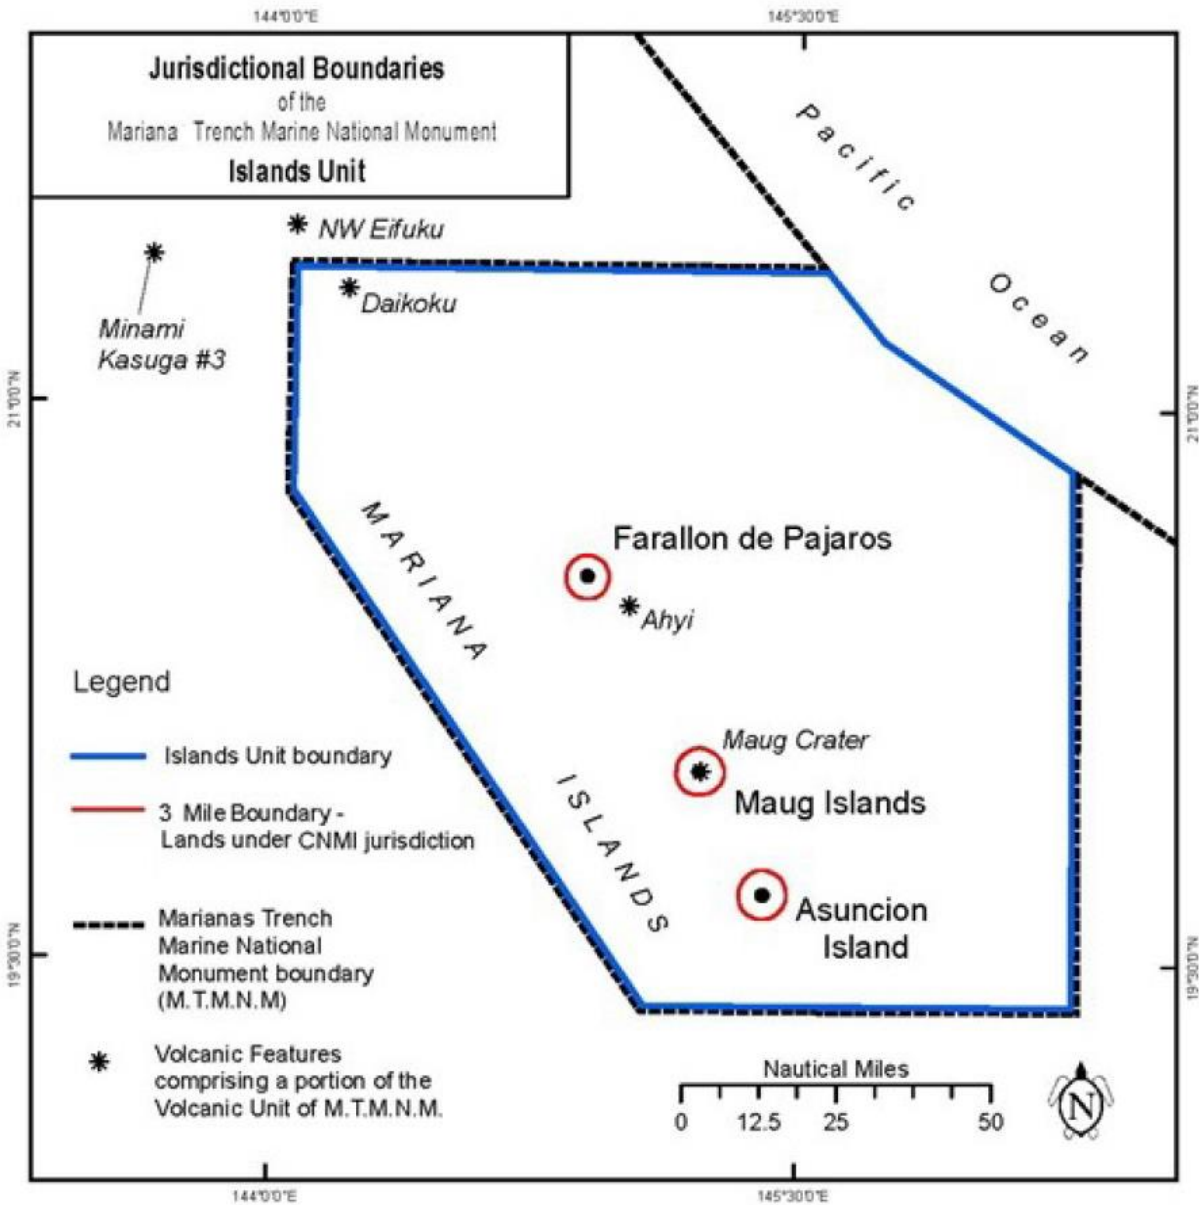 144°0'0"E
145°30'0"E
Jurisdictional Boundaries
of the
Mariana Trench Marine National Monument
Islands Unit
Pacific
Ocean
NW Eifuku
Daikoku
Minami
Kasuga #3
21°0'0"N
21°0'0"N
MARIANA
ISLANDS
Farallon de Pajaros
Ahyi
Maug Crater
Maug Islands
Asuncion
Island
Legend
Islands Unit boundary
3 Mile Boundary -
Lands under CNMI jurisdiction
Marianas Trench
Marine National
Monument boundary
(M.T.M.N.M)
Volcanic Features
comprising a portion of the
Volcanic Unit of M.T.M.N.M.
19°30'0"N
19°30'0"N
Nautical Miles
0 12.5 25 50
N
144°0'0"E
145°30'0"E